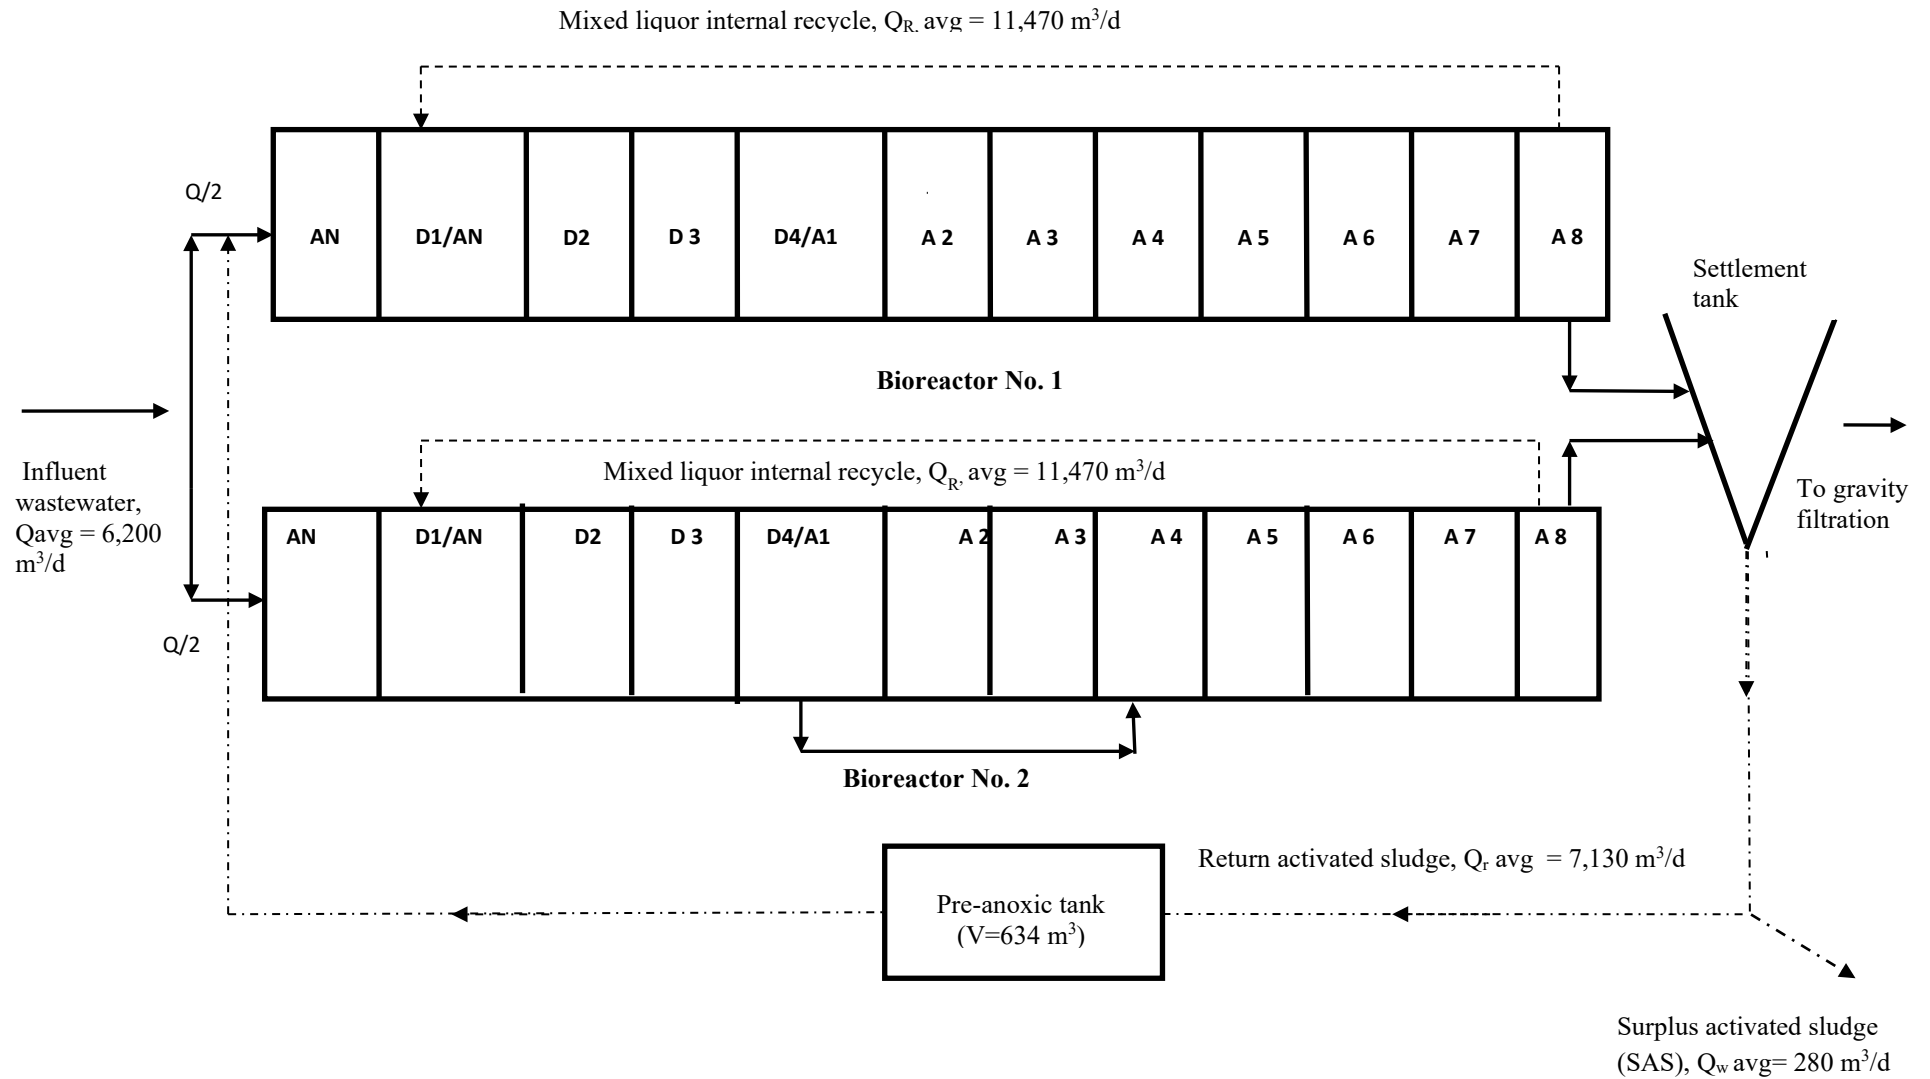 Mixed liquor internal recycle, QR, avg = 11,470 m3/d
Q/2
AN
D1/AN
D2
D 3
D4/A1
A 2
A 3
A 4
A 5
A 6
A 7
A 8
Settlement
tank
Bioreactor No. 1
Influent
wastewater,
Qavg = 6,200
m3/d
Mixed liquor internal recycle, QR, avg = 11,470 m3/d
To gravity
filtration
AN
D1/AN
D2
D 3
D4/A1
A 2
A 3
A 4
A 5
A 6
A 7
A 8
Q/2
Bioreactor No. 2
Return activated sludge, Qr avg = 7,130 m3/d
Pre-anoxic tank
(V=634 m3)
Surplus activated sludge
(SAS), Qw avg= 280 m3/d